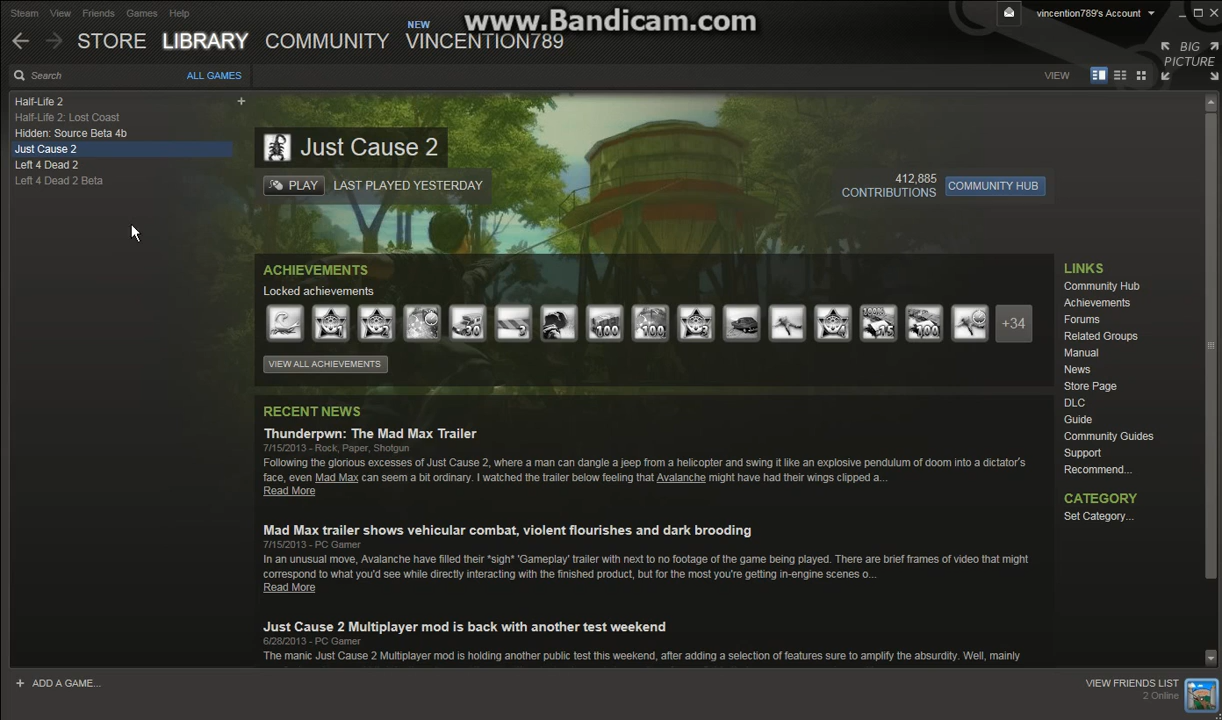 www.Bandicam.com
Steam View Friends Games Help
vincention789's Account
NEW
STORE LIBRARY COMMUNITY VINCENTION789
BIG PICTURE
Search ALL GAMES
VIEW
Half-Life 2
Half-Life 2: Lost Coast
Hidden: Source Beta 4b
Just Cause 2
Left 4 Dead 2
Left 4 Dead 2 Beta
Just Cause 2
PLAY LAST PLAYED YESTERDAY
412,885
CONTRIBUTIONS
COMMUNITY HUB
ACHIEVEMENTS
Locked achievements
1 2 30 3 100 100 3 4 100% 15 100
+34
VIEW ALL ACHIEVEMENTS
RECENT NEWS
Thunderpwn: The Mad Max Trailer
7/15/2013 - Rock, Paper, Shotgun
Following the glorious excesses of Just Cause 2, where a man can dangle a jeep from a helicopter and swing it like an explosive pendulum of doom into a dictator's
face, even Mad Max can seem a bit ordinary. I watched the trailer below feeling that Avalanche might have had their wings clipped a...
Read More
Mad Max trailer shows vehicular combat, violent flourishes and dark brooding
7/15/2013 - PC Gamer
In an unusual move, Avalanche have filled their *sigh* 'Gameplay' trailer with next to no footage of the game being played. There are brief frames of video that might
correspond to what you'd see while directly interacting with the finished product, but for the most you're getting in-engine scenes o...
Read More
Just Cause 2 Multiplayer mod is back with another test weekend
6/28/2013 - PC Gamer
The manic Just Cause 2 Multiplayer mod is holding another public test this weekend, after adding a selection of features sure to amplify the absurdity. Well, mainly
LINKS
Community Hub
Achievements
Forums
Related Groups
Manual
News
Store Page
DLC
Guide
Community Guides
Support
Recommend...
CATEGORY
Set Category...
+ ADD A GAME...
VIEW FRIENDS LIST
2 Online